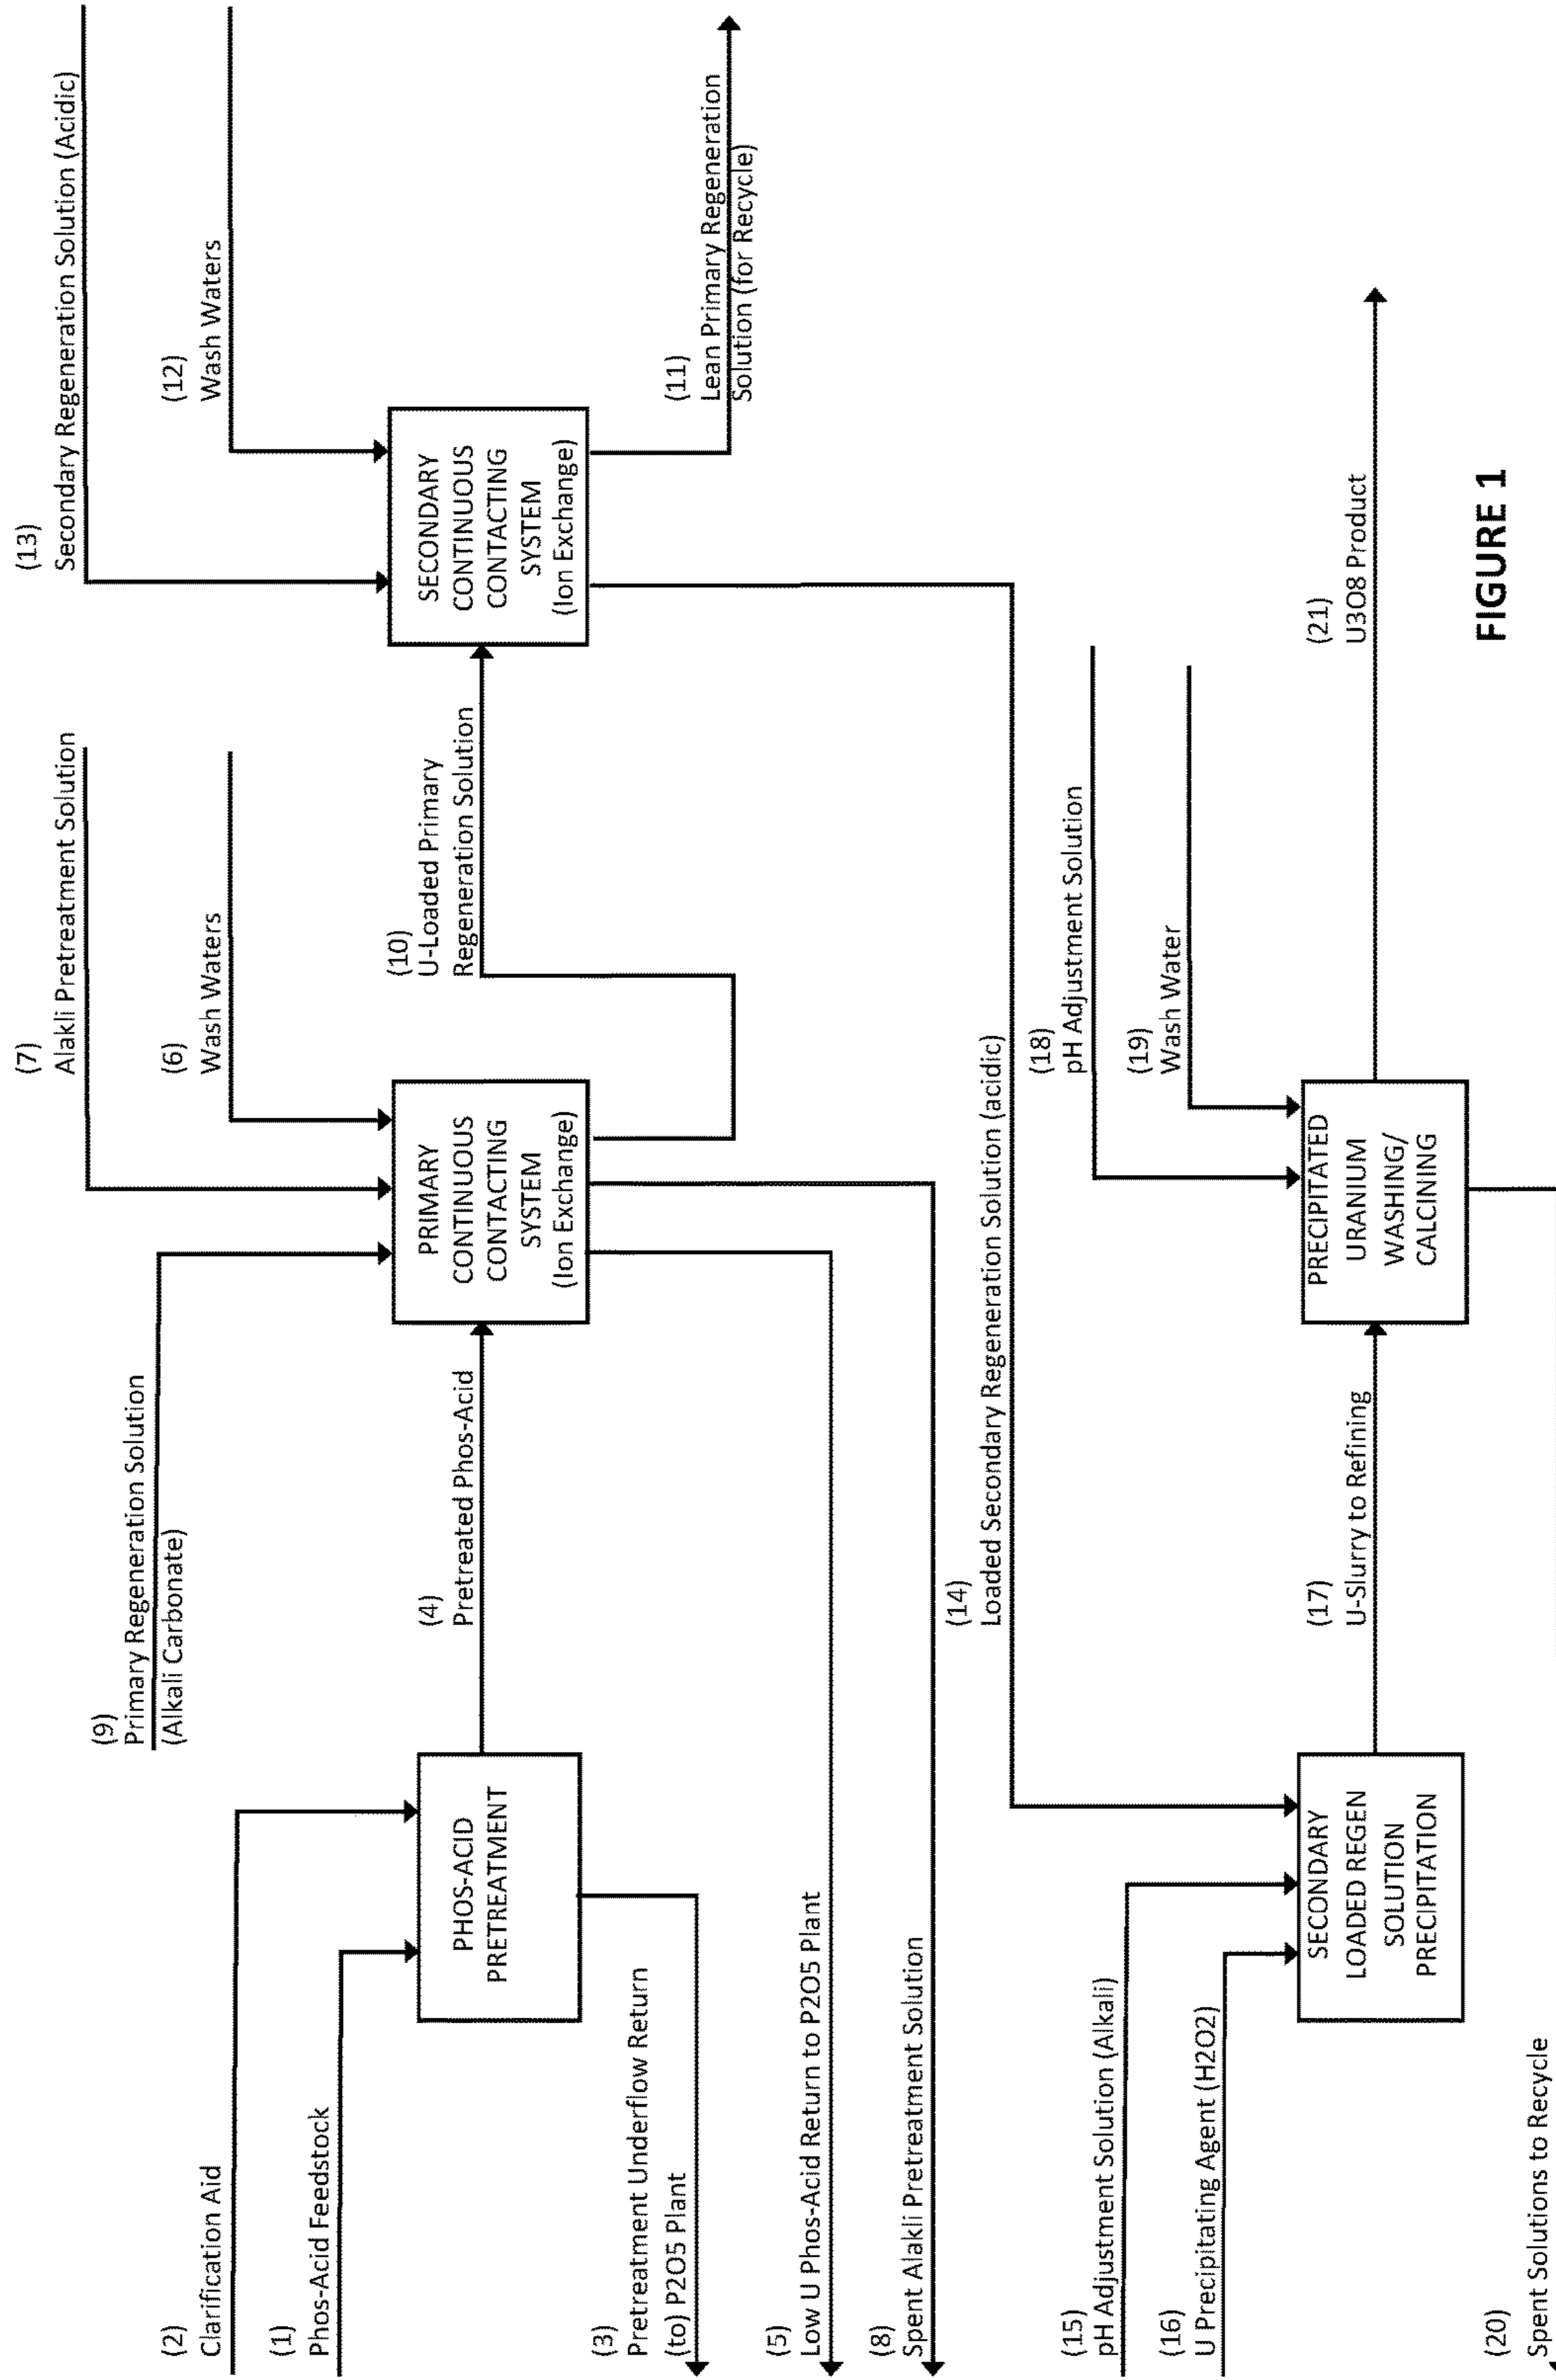 (2)
Clarification Aid
(1)
Phos-Acid Feedstock
PHOS-ACID
PRETREATMENT
(3)
Pretreatment Underflow Return
(to) P2O5 Plant)
(9)
Primary Regeneration Solution
(Alkali Carbonate)
(4)
Pretreated Phos-Acid
(7)
Alakli Pretreatment Solution
(6)
Wash Waters
PRIMARY
CONTINUOUS
CONTACTING
SYSTEM
(Ion Exchange)
(5)
Low U Phos-Acid Return to P2O5 Plant
(8)
Spent Alakli Pretreatment Solution
(10)
U-Loaded Primary
Regeneration Solution
(13)
Secondary Regeneration Solution (Acidic)
(12)
Wash Waters
SECONDARY
CONTINUOUS
CONTACTING
SYSTEM
(Ion Exchange)
(11)
Lean Primary Regeneration
Solution (for Recycle)
(14)
Loaded Secondary Regeneration Solution (acidic)
(15)
pH Adjustment Solution (Alkali)
(16)
U Precipitating Agent (H2O2)
SECONDARY
LOADED REGEN
SOLUTION
PRECIPITATION
(17)
U-Slurry to Refining
(18)
pH Adjustment Solution
(19)
Wash Water
PRECIPITATED
URANIUM
WASHING/
CALCINING
(21)
U3O8 Product
(20)
Spent Solutions to Recycle
FIGURE 1